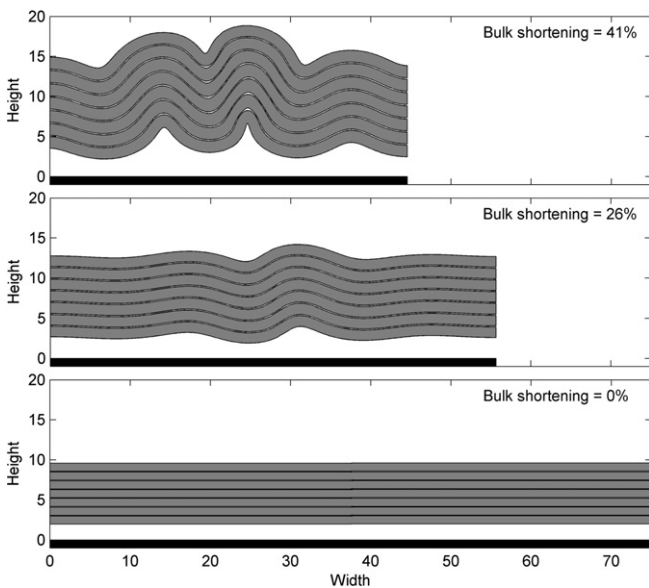 20
Bulk shortening = 41%
15
Height
10
5
0
20
Bulk shortening = 26%
15
Height
10
5
0
20
Bulk shortening = 0%
15
Height
10
5
0
0 10 20 30 40 50 60 70
Width